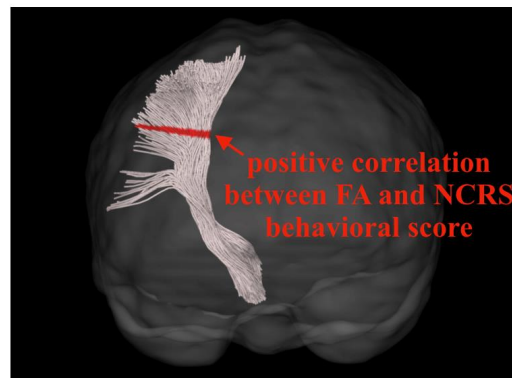 positive correlation
between FA and NCRS
behavioral score